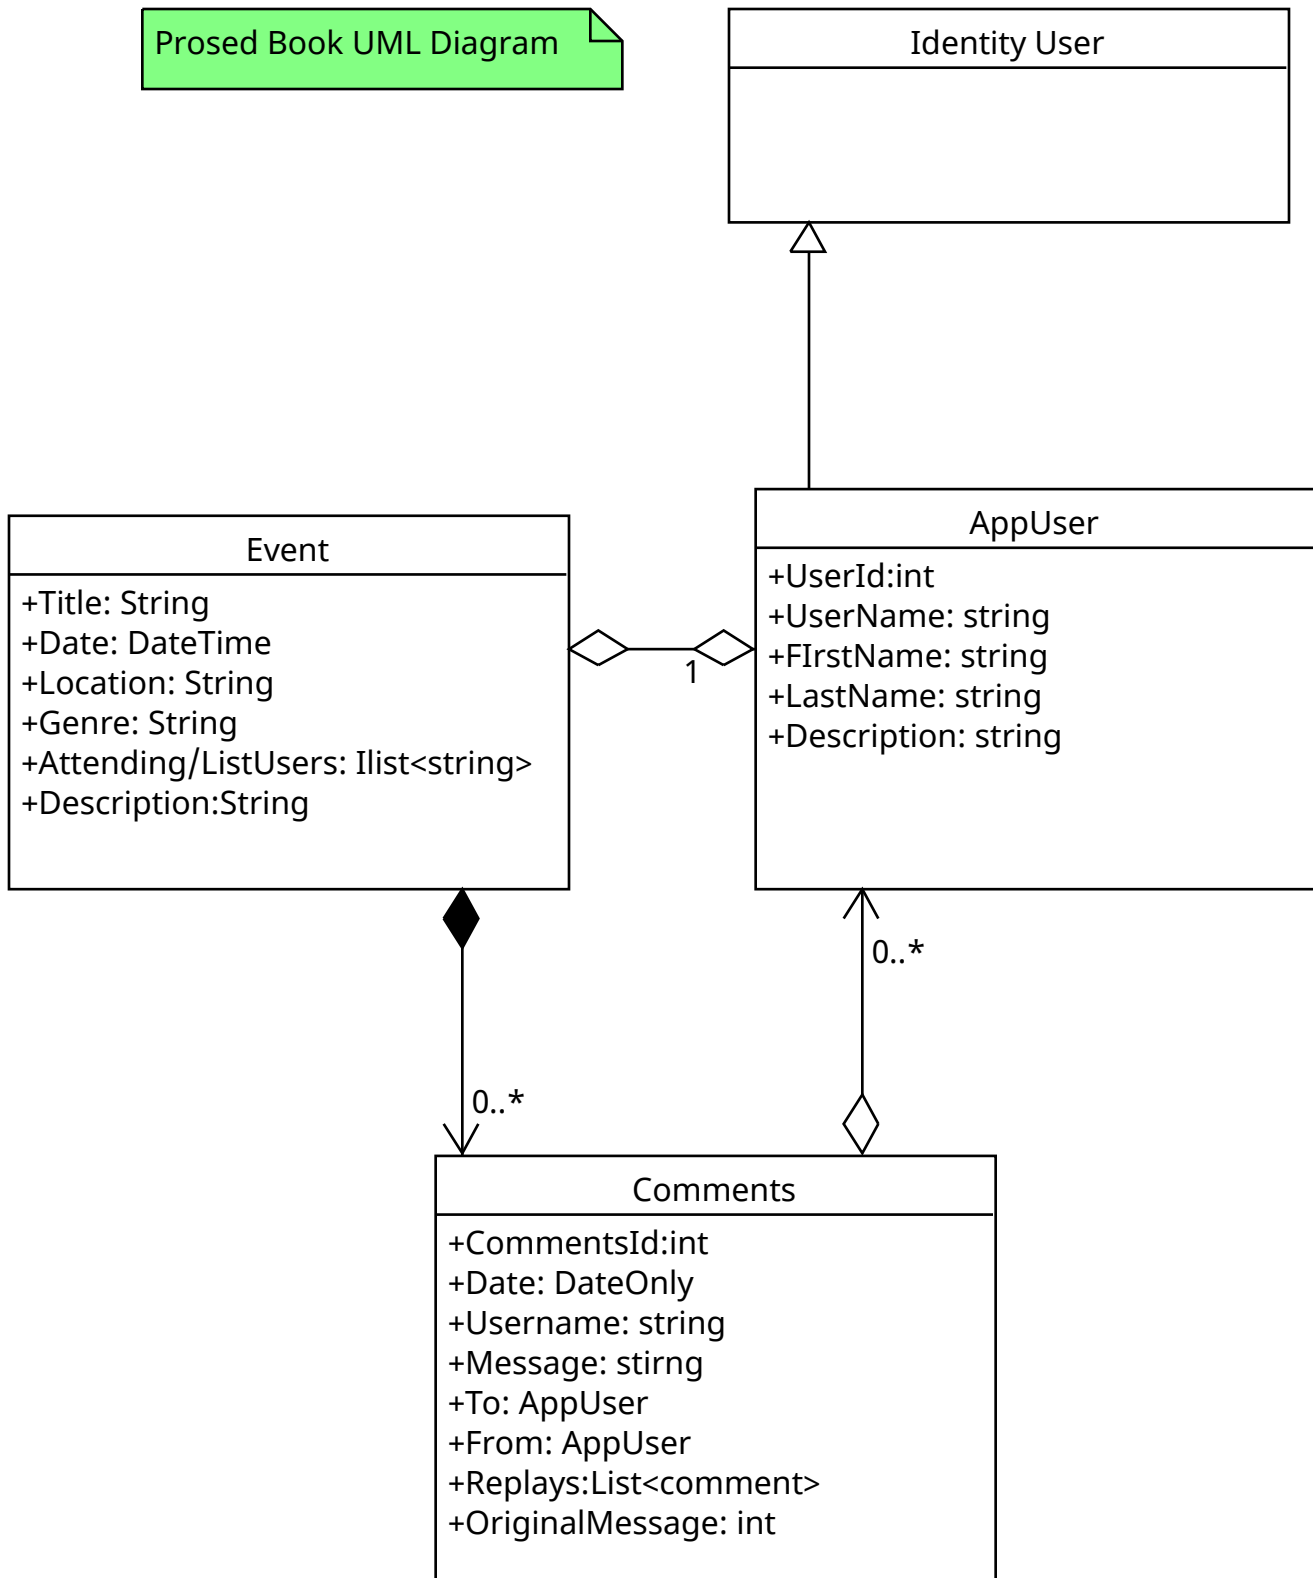 Prosed Book UML Diagram
Identity User
AppUser
+UserId:int
+UserName: string
+FIrstName: string
+LastName: string
+Description: string
Event
+Title: String
+Date: DateTime
+Location: String
+Genre: String
+Attending/ListUsers: Ilist<string>
+Description:String
1
0..*
0..*
Comments
+CommentsId:int
+Date: DateOnly
+Username: string
+Message: stirng
+To: AppUser
+From: AppUser
+Replays:List<comment>
+OriginalMessage: int